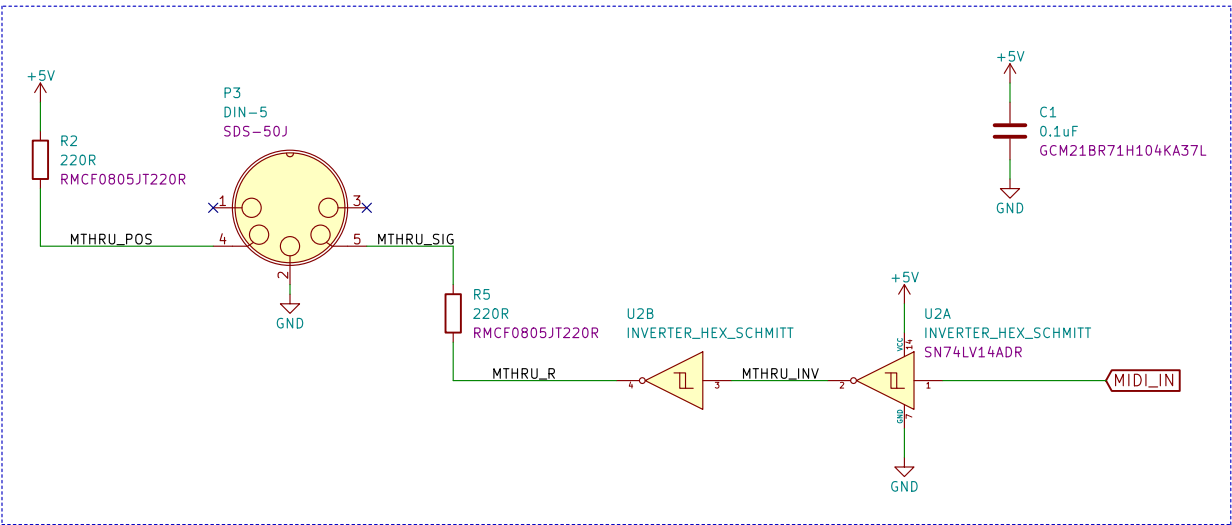 +5V
R2
220R
RMCF0805JT220R
P3
DIN-5
SDS-50J
1
3
4
5
2
MTHRU_POS
MTHRU_SIG
GND
+5V
C1
0.1uF
GCM21BR71H104KA37L
GND
R5
220R
RMCF0805JT220R
MTHRU_R
U2B
INVERTER_HEX_SCHMITT
4
3
MTHRU_INV
+5V
U2A
INVERTER_HEX_SCHMITT
SN74LV14ADR
VCC
14
2
1
GND
7
GND
MIDI_IN